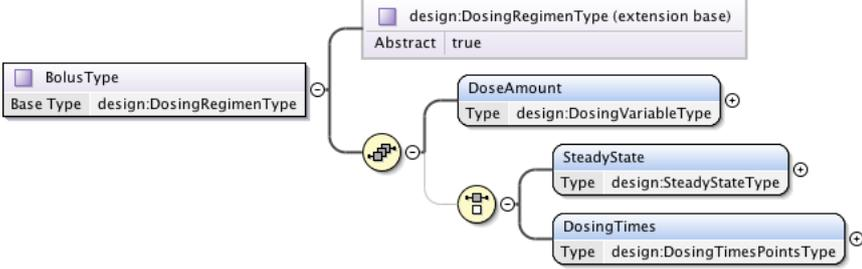 design:DosingRegimenType (extension base)
Abstract true
BolusType
Base Type design:DosingRegimenType
DoseAmount
Type design:DosingVariableType
SteadyState
Type design:SteadyStateType
DosingTimes
Type design:DosingTimesPointsType